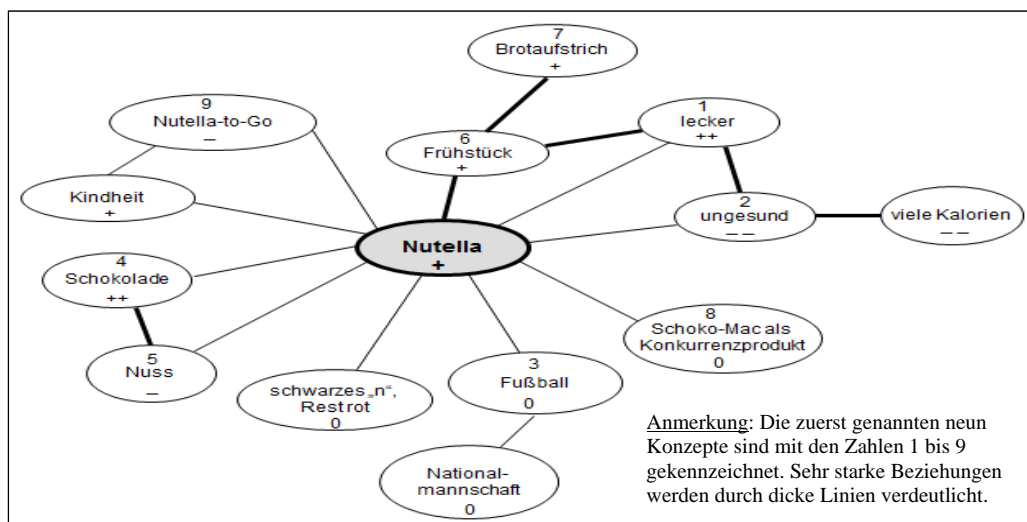 7
Brotaufstrich
+
9
Nutella-to-Go
–
1
lecker
++
6
Frühstück
+
Kindheit
+
2
ungesund
– –
viele Kalorien
– –
Nutella
+
4
Schokolade
++
8
Schoko-Mac als
Konkurrenzprodukt
0
5
Nuss
–
3
Fußball
0
schwarzes „n“,
Rest rot
0
National-
mannschaft
0
Anmerkung: Die zuerst genannten neun
Konzepte sind mit den Zahlen 1 bis 9
gekennzeichnet. Sehr starke Beziehungen
werden durch dicke Linien verdeutlicht.